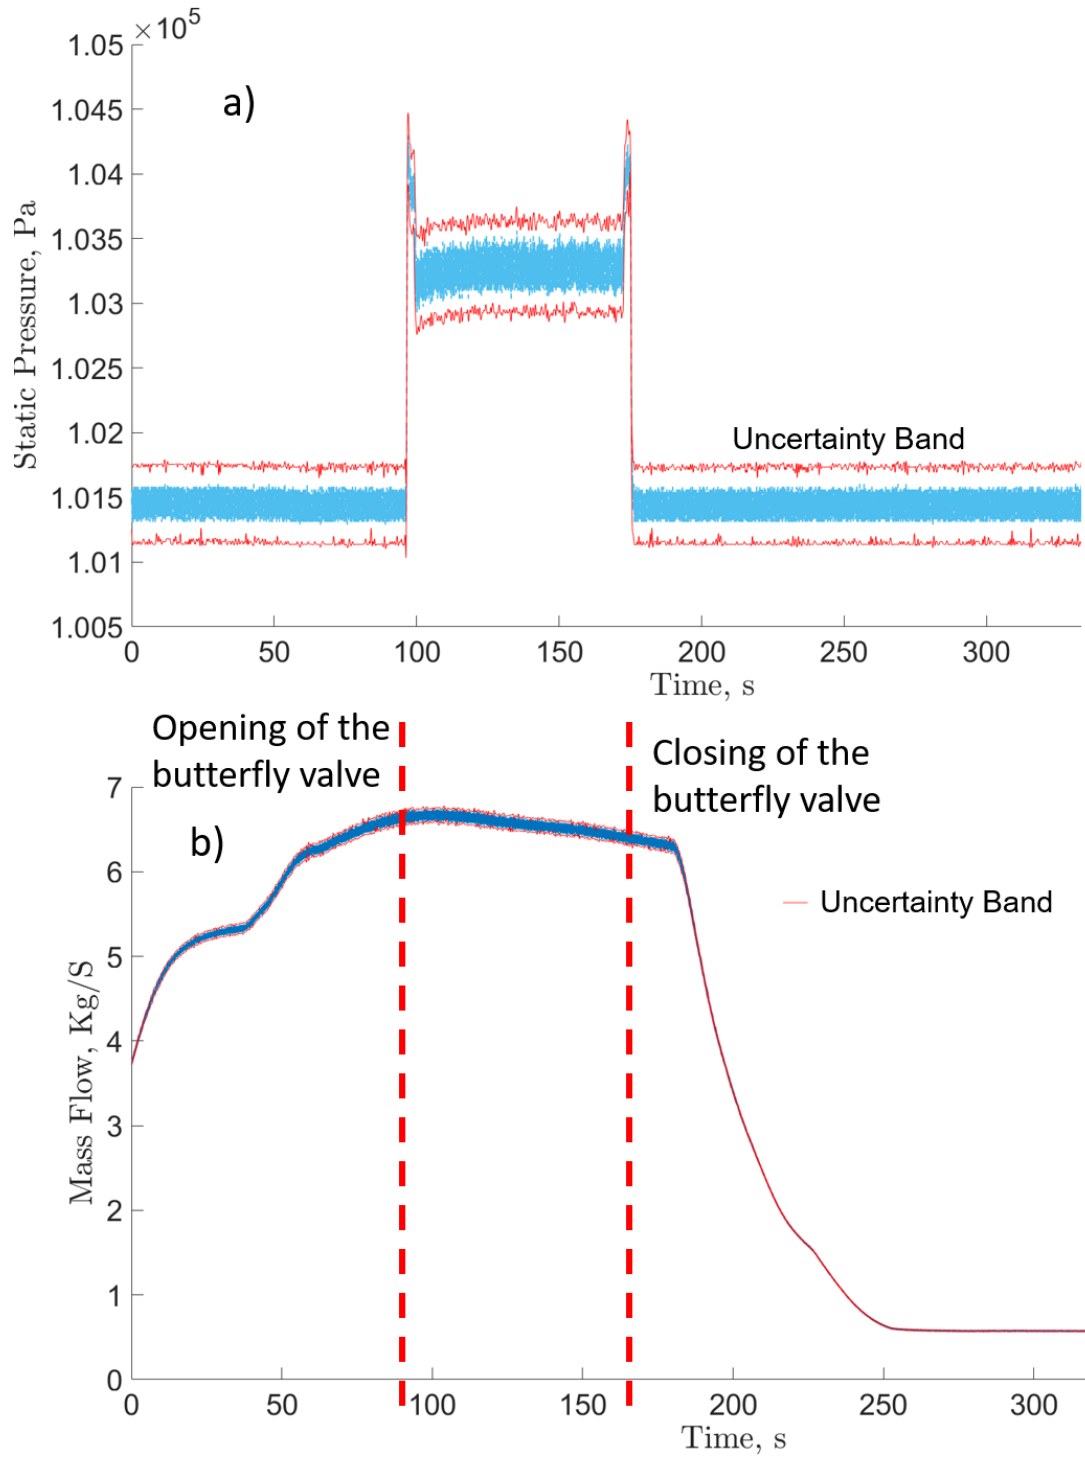 ×10⁵
1.05
a)
1.045
1.04
1.035
1.03
1.025
1.02
1.015
1.01
1.005
Static Pressure, Pa
Uncertainty Band
0 50 100 150 200 250 300
Time, s
Opening of the
butterfly valve
Closing of the
butterfly valve
7
b)
6
5
4
3
2
1
0
Mass Flow, Kg/S
Uncertainty Band
0 50 100 150 200 250 300
Time, s